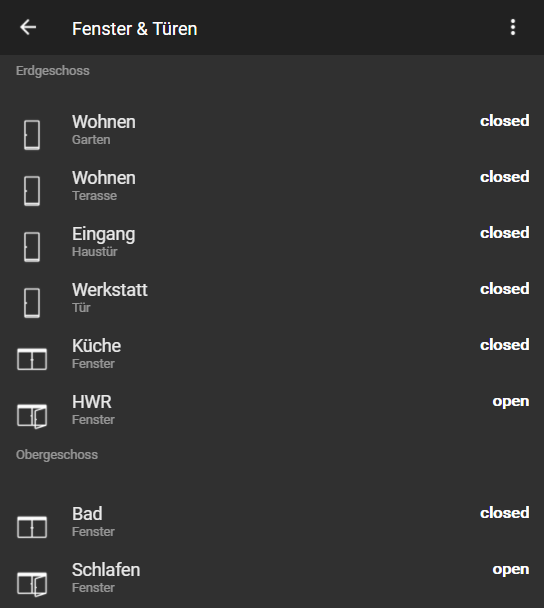 Fenster & Türen
Erdgeschoss
Wohnen closed
Garten
Wohnen closed
Terasse
Eingang closed
Haustür
Werkstatt closed
Tür
Küche closed
Fenster
HWR open
Fenster
Obergeschoss
Bad closed
Fenster
Schlafen open
Fenster